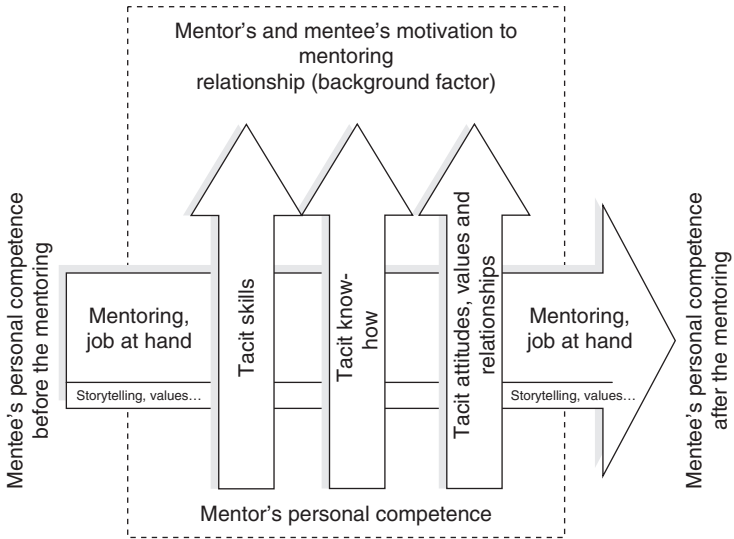 Mentor's and mentee's motivation to
mentoring
relationship (background factor)
Mentee's personal competence
before the mentoring
Mentoring,
job at hand
Storytelling, values…
Tacit skills
Tacit know-
how
Tacit attitudes, values and
relationships
Mentoring,
job at hand
Storytelling, values…
Mentee's personal competence
after the mentoring
Mentor's personal competence